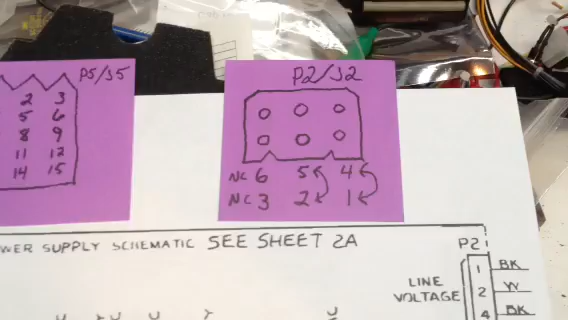 P5/J5
2 3
5 6
8 9
11 12
14 15
P2/J2
NC 6 5 4
NC 3 2 1
WER SUPPLY SCHEMATIC SEE SHEET 2A
P2
LINE VOLTAGE
1 BK
2 W
4 BK